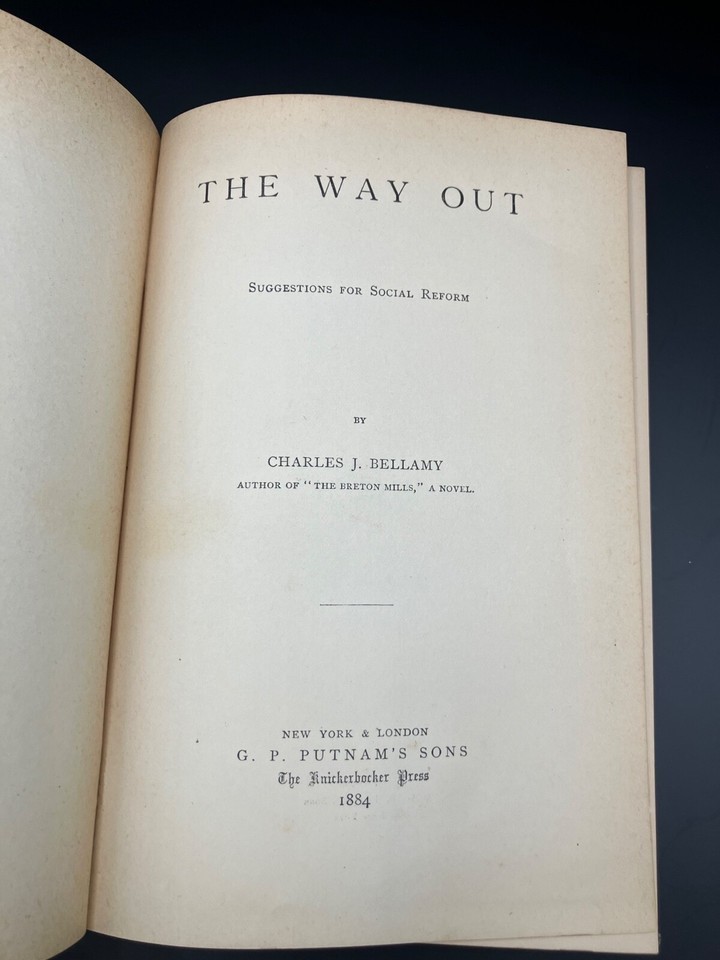 THE WAY OUT
SUGGESTIONS FOR SOCIAL REFORM
BY
CHARLES J. BELLAMY
AUTHOR OF "THE BRETON MILLS," A NOVEL.
NEW YORK & LONDON
G. P. PUTNAM'S SONS
The Knickerbocker Press
1884